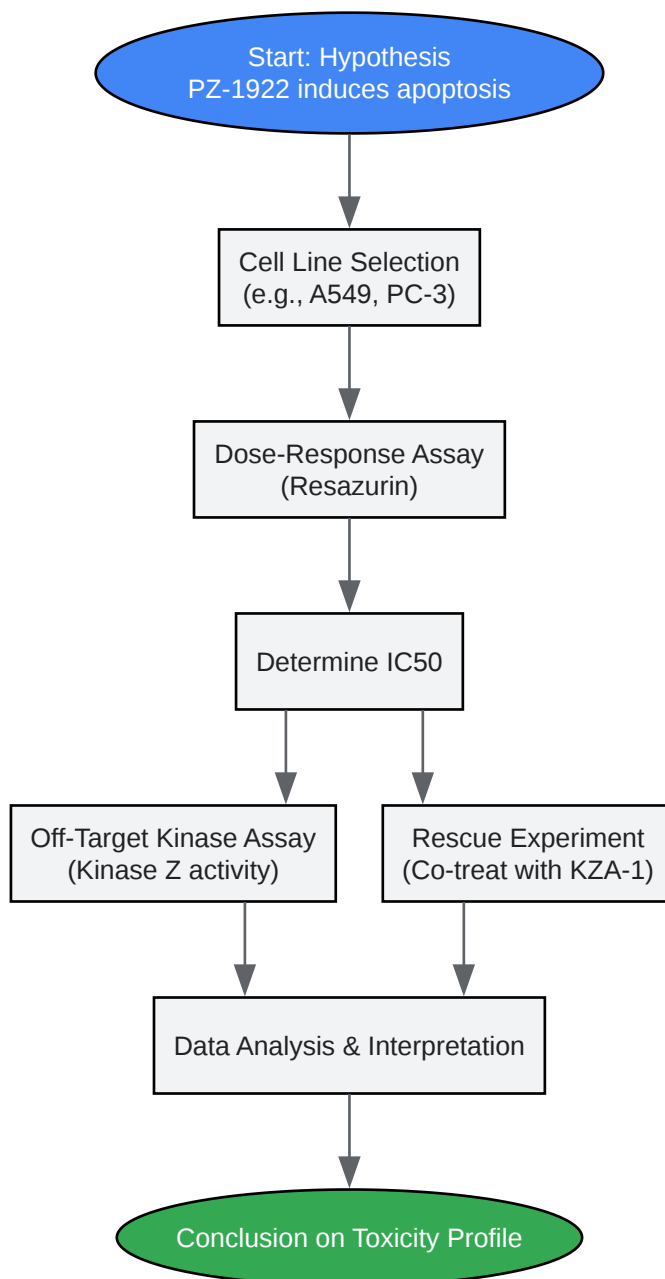 Start: Hypothesis
PZ-1922 induces apoptosis
Cell Line Selection
(e.g., A549, PC-3)
Dose-Response Assay
(Resazurin)
Determine IC50
Off-Target Kinase Assay
(Kinase Z activity)
Rescue Experiment
(Co-treat with KZA-1)
Data Analysis & Interpretation
Conclusion on Toxicity Profile